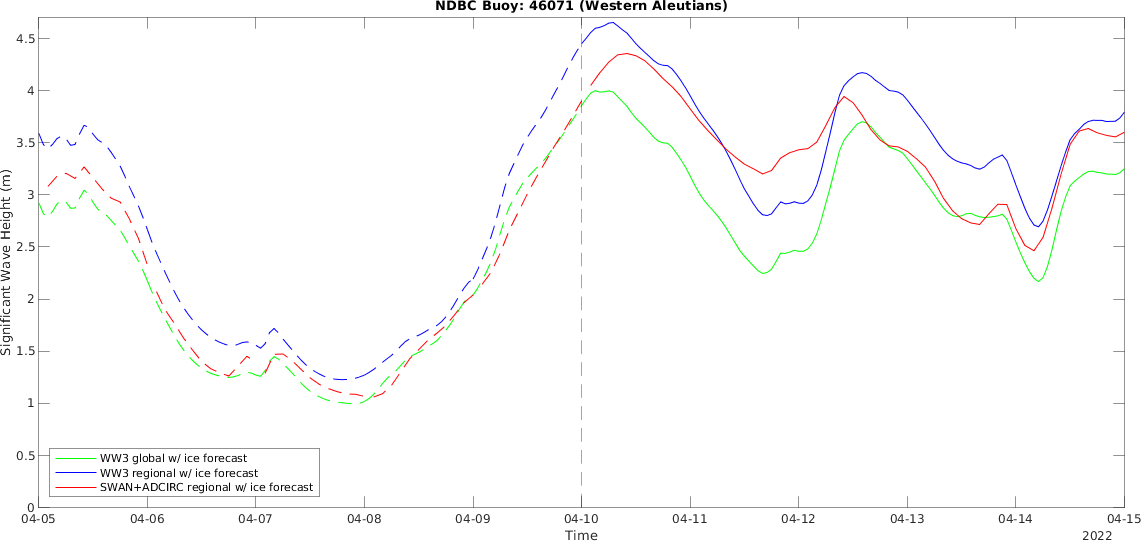 NDBC Buoy: 46071 (Western Aleutians)
4.5
4
3.5
3
2.5
2
1.5
1
0.5
0
Significant Wave Height (m)
WW3 global w/ ice forecast
WW3 regional w/ ice forecast
SWAN+ADCIRC regional w/ ice forecast
04-05 04-06 04-07 04-08 04-09 04-10 04-11 04-12 04-13 04-14 04-15
Time
2022